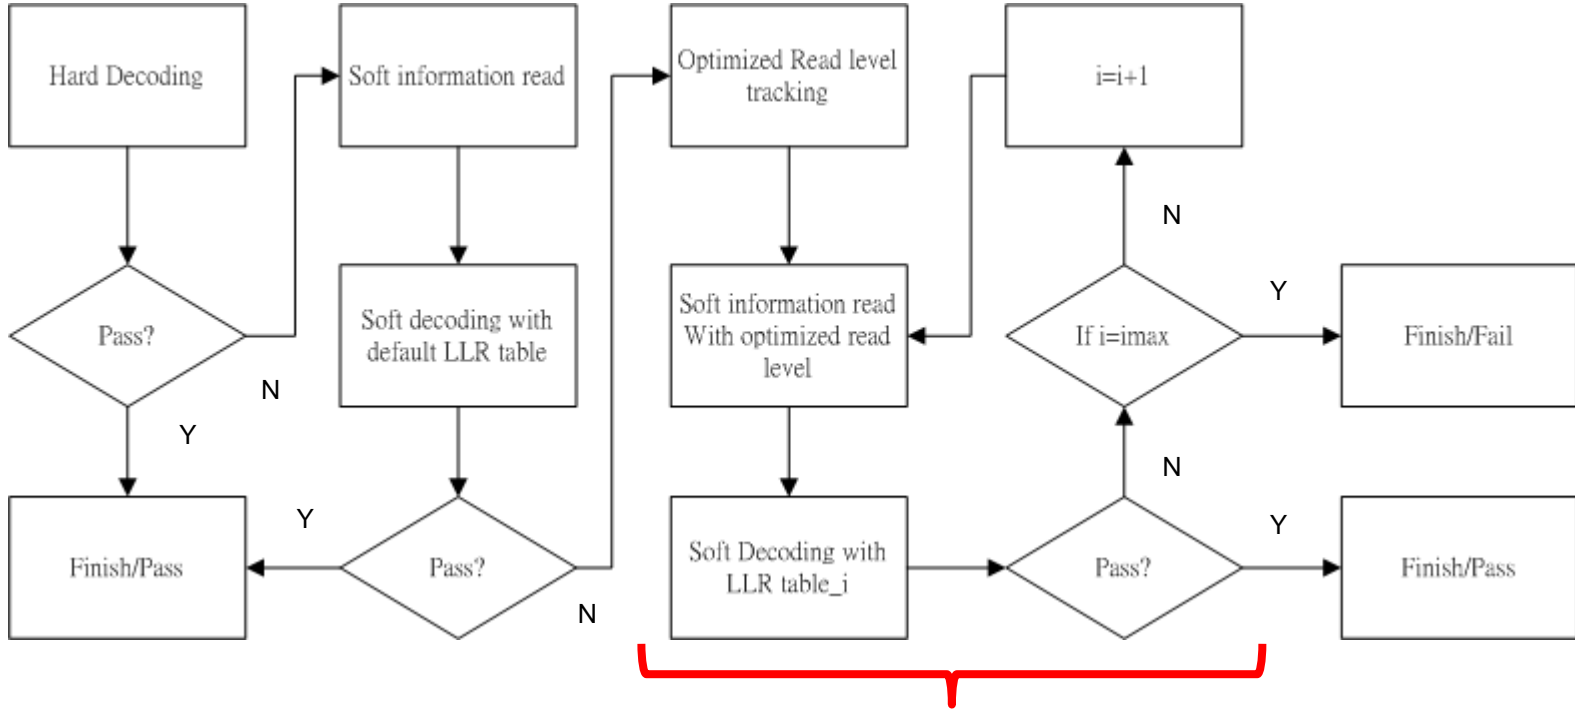 Hard Decoding
Pass?
N
Y
Finish/Pass
Soft information read
Soft decoding with
default LLR table
Y
Pass?
N
Optimized Read level
tracking
Soft information read
With optimized read
level
Soft Decoding with
LLR table_i
Pass?
N
Y
Finish/Pass
If i=imax
N
Y
Finish/Fail
i=i+1